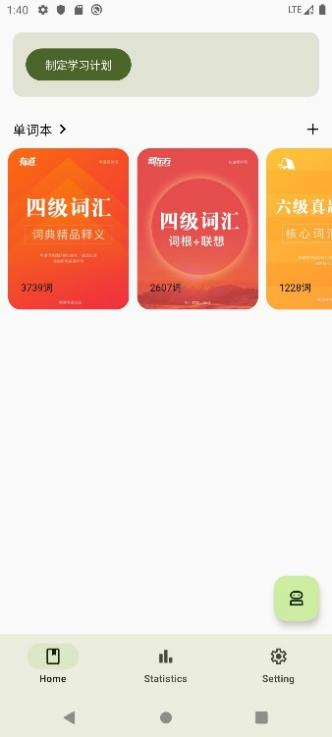 1:40
LTE
制定学习计划
单词本
有道
四级词汇
词典精品释义
3739词
新东方
四级词汇
词根+联想
2607词
六级真
核心词汇
1228词
Home
Statistics
Setting